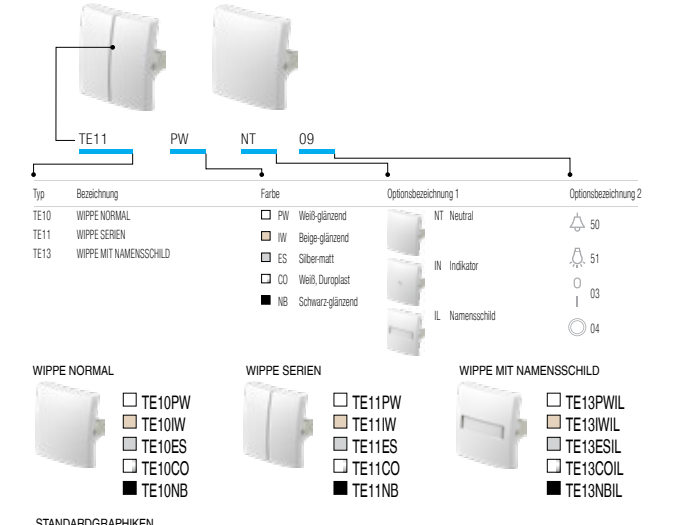 TE11 PW NT 09
Typ Bezeichnung Farbe Optionsbezeichnung 1 Optionsbezeichnung 2
TE10 WIPPE NORMAL
TE11 WIPPE SERIEN
TE13 WIPPE MIT NAMENSSCHILD
PW Weiß-glänzend
IW Beige-glänzend
ES Silber-matt
CO Weiß, Duroplast
NB Schwarz-glänzend
NT Neutral
IN Indikator
IL Namensschild
50
51
0
I 03
04
WIPPE NORMAL
TE10PW
TE10IW
TE10ES
TE10CO
TE10NB
WIPPE SERIEN
TE11PW
TE11IW
TE11ES
TE11CO
TE11NB
WIPPE MIT NAMENSSCHILD
TE13PWIL
TE13IWIL
TE13ESIL
TE13COIL
TE13NBIL
STANDARDGRAPHIKEN